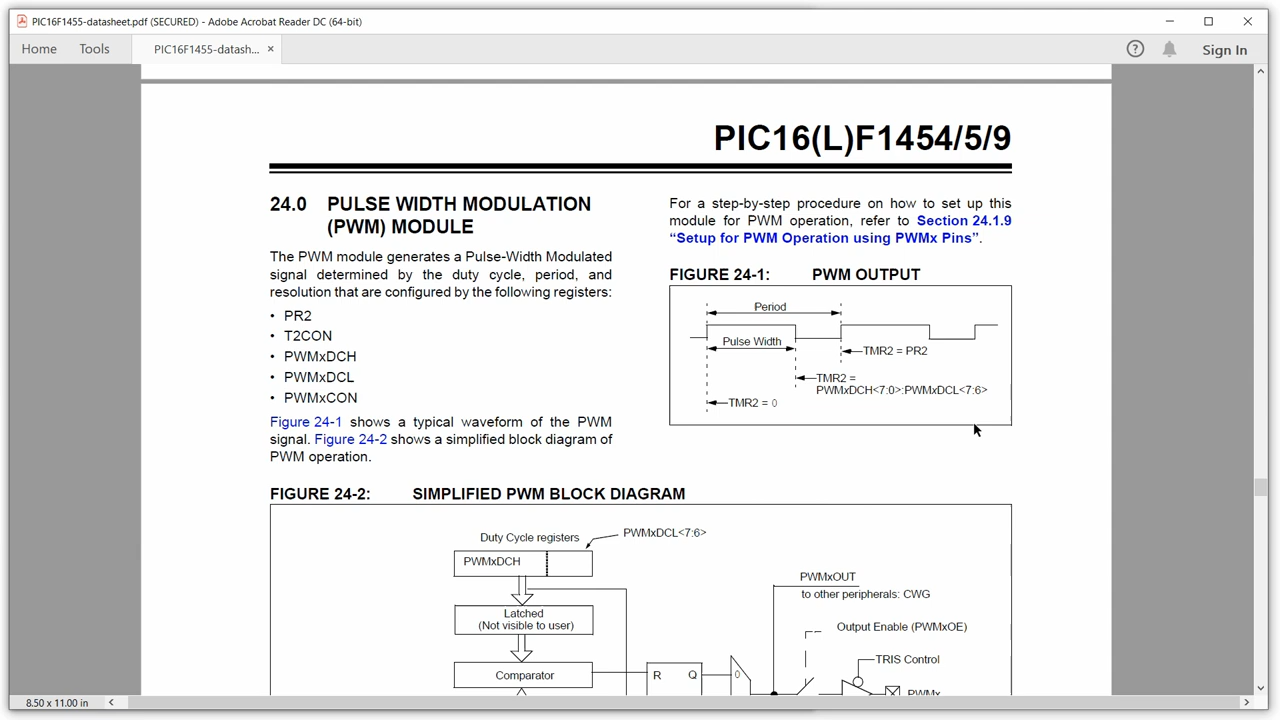 PIC16F1455-datasheet.pdf (SECURED) - Adobe Acrobat Reader DC (64-bit)
Home Tools PIC16F1455-datash... × ? Sign In
PIC16(L)F1454/5/9
24.0 PULSE WIDTH MODULATION
(PWM) MODULE
The PWM module generates a Pulse-Width Modulated
signal determined by the duty cycle, period, and
resolution that are configured by the following registers:
• PR2
• T2CON
• PWMxDCH
• PWMxDCL
• PWMxCON
Figure 24-1 shows a typical waveform of the PWM
signal. Figure 24-2 shows a simplified block diagram of
PWM operation.
For a step-by-step procedure on how to set up this
module for PWM operation, refer to Section 24.1.9
“Setup for PWM Operation using PWMx Pins”.
FIGURE 24-1: PWM OUTPUT
Period
Pulse Width
TMR2 = PR2
TMR2 =
PWMxDCH<7:0>:PWMxDCL<7:6>
TMR2 = 0
FIGURE 24-2: SIMPLIFIED PWM BLOCK DIAGRAM
Duty Cycle registers
PWMxDCL<7:6>
PWMxDCH
Latched
(Not visible to user)
Comparator
R Q
0
PWMxOUT
to other peripherals: CWG
Output Enable (PWMxOE)
TRIS Control
PWMx
8.50 x 11.00 in